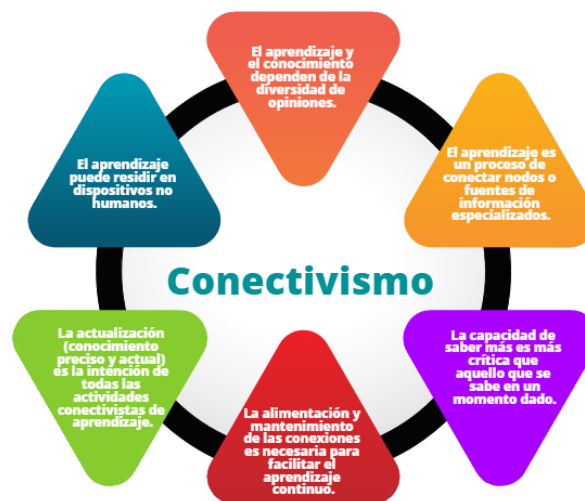 El aprendizaje y
el conocimiento
dependen de la
diversidad de
opiniones.
El aprendizaje es
un proceso de
conectar nodos o
fuentes de
información
especializados.
La capacidad de
saber más es más
crítica que
aquello que se
sabe en un
momento dado.
La alimentación y
mantenimiento
de las conexiones
es necesaria para
facilitar el
aprendizaje
continuo.
La actualización
(conocimiento
preciso y actual)
es la intención de
todas las
actividades
conectivistas de
aprendizaje.
El aprendizaje
puede residir en
dispositivos no
humanos.
Conectivismo